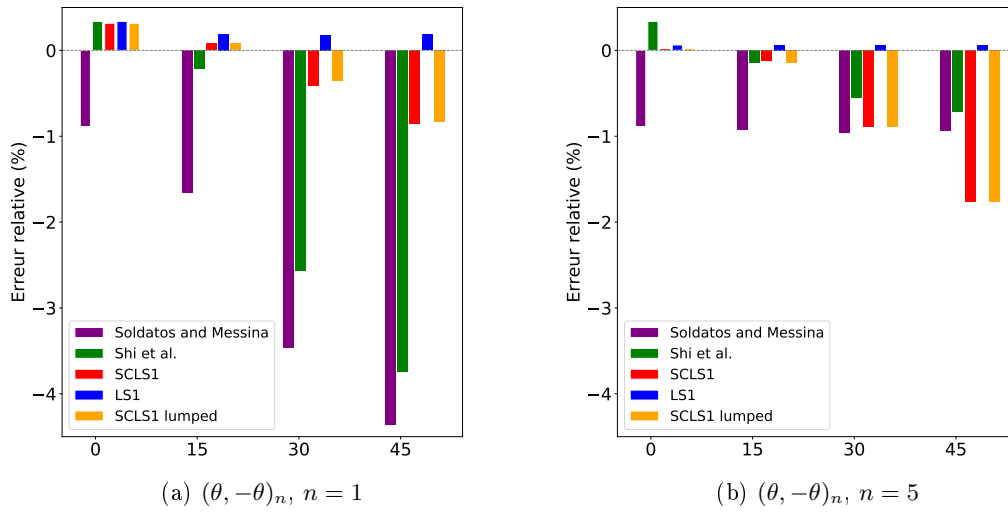 Erreur relative (%)
0
−1
−2
−3
−4
Soldatos and Messina
Shi et al.
SCLS1
LS1
SCLS1 lumped
0 15 30 45
(a) (θ, −θ)n, n = 1
Erreur relative (%)
0
−1
−2
−3
−4
Soldatos and Messina
Shi et al.
SCLS1
LS1
SCLS1 lumped
0 15 30 45
(b) (θ, −θ)n, n = 5